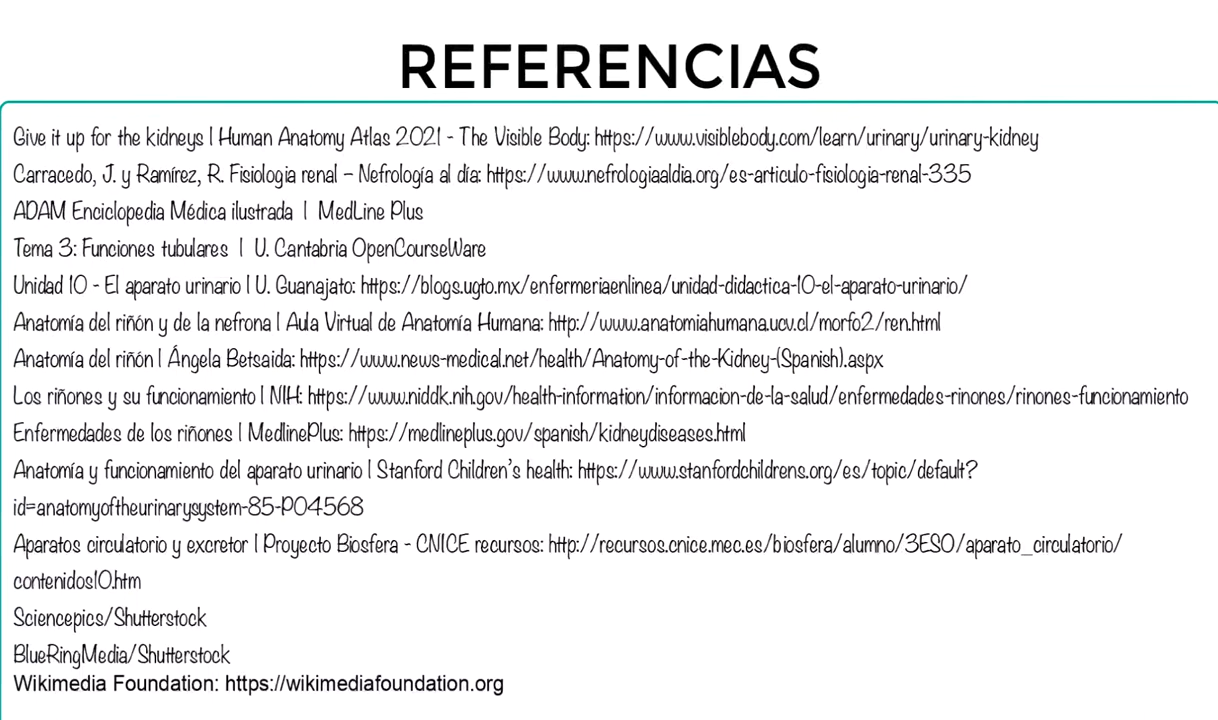 REFERENCIAS
Give it up for the kidneys | Human Anatomy Atlas 2021 - The Visible Body: https://www.visiblebody.com/learn/urinary/urinary-kidney
Carracedo, J. y Ramírez, R. Fisiologia renal – Nefrología al día: https://www.nefrologiaaldia.org/es-articulo-fisiologia-renal-335
ADAM Enciclopedia Médica ilustrada | MedLine Plus
Tema 3: Funciones tubulares | U. Cantabria OpenCourseWare
Unidad 10 - El aparato urinario | U. Guanajato: https://blogs.ugto.mx/enfermeriaenlinea/unidad-didactica-10-el-aparato-urinario/
Anatomía del riñón y de la nefrona | Aula Virtual de Anatomía Humana: http://www.anatomiahumana.ucv.cl/morfo2/ren.html
Anatomía del riñón | Ángela Betsaida: https://www.news-medical.net/health/Anatomy-of-the-Kidney-(Spanish).aspx
Los riñones y su funcionamiento | NIH: https://www.niddk.nih.gov/health-information/informacion-de-la-salud/enfermedades-rinones/rinones-funcionamiento
Enfermedades de los riñones | MedlinePlus: https://medlineplus.gov/spanish/kidneydiseases.html
Anatomía y funcionamiento del aparato urinario | Stanford Children’s health: https://www.stanfordchildrens.org/es/topic/default?
id=anatomyoftheurinarysystem-85-P04568
Aparatos circulatorio y excretor | Proyecto Biosfera - CNICE recursos: http://recursos.cnice.mec.es/biosfera/alumno/3ESO/aparato_circulatorio/
contenidos10.htm
Sciencepics/Shutterstock
BlueRingMedia/Shutterstock
Wikimedia Foundation: https://wikimediafoundation.org